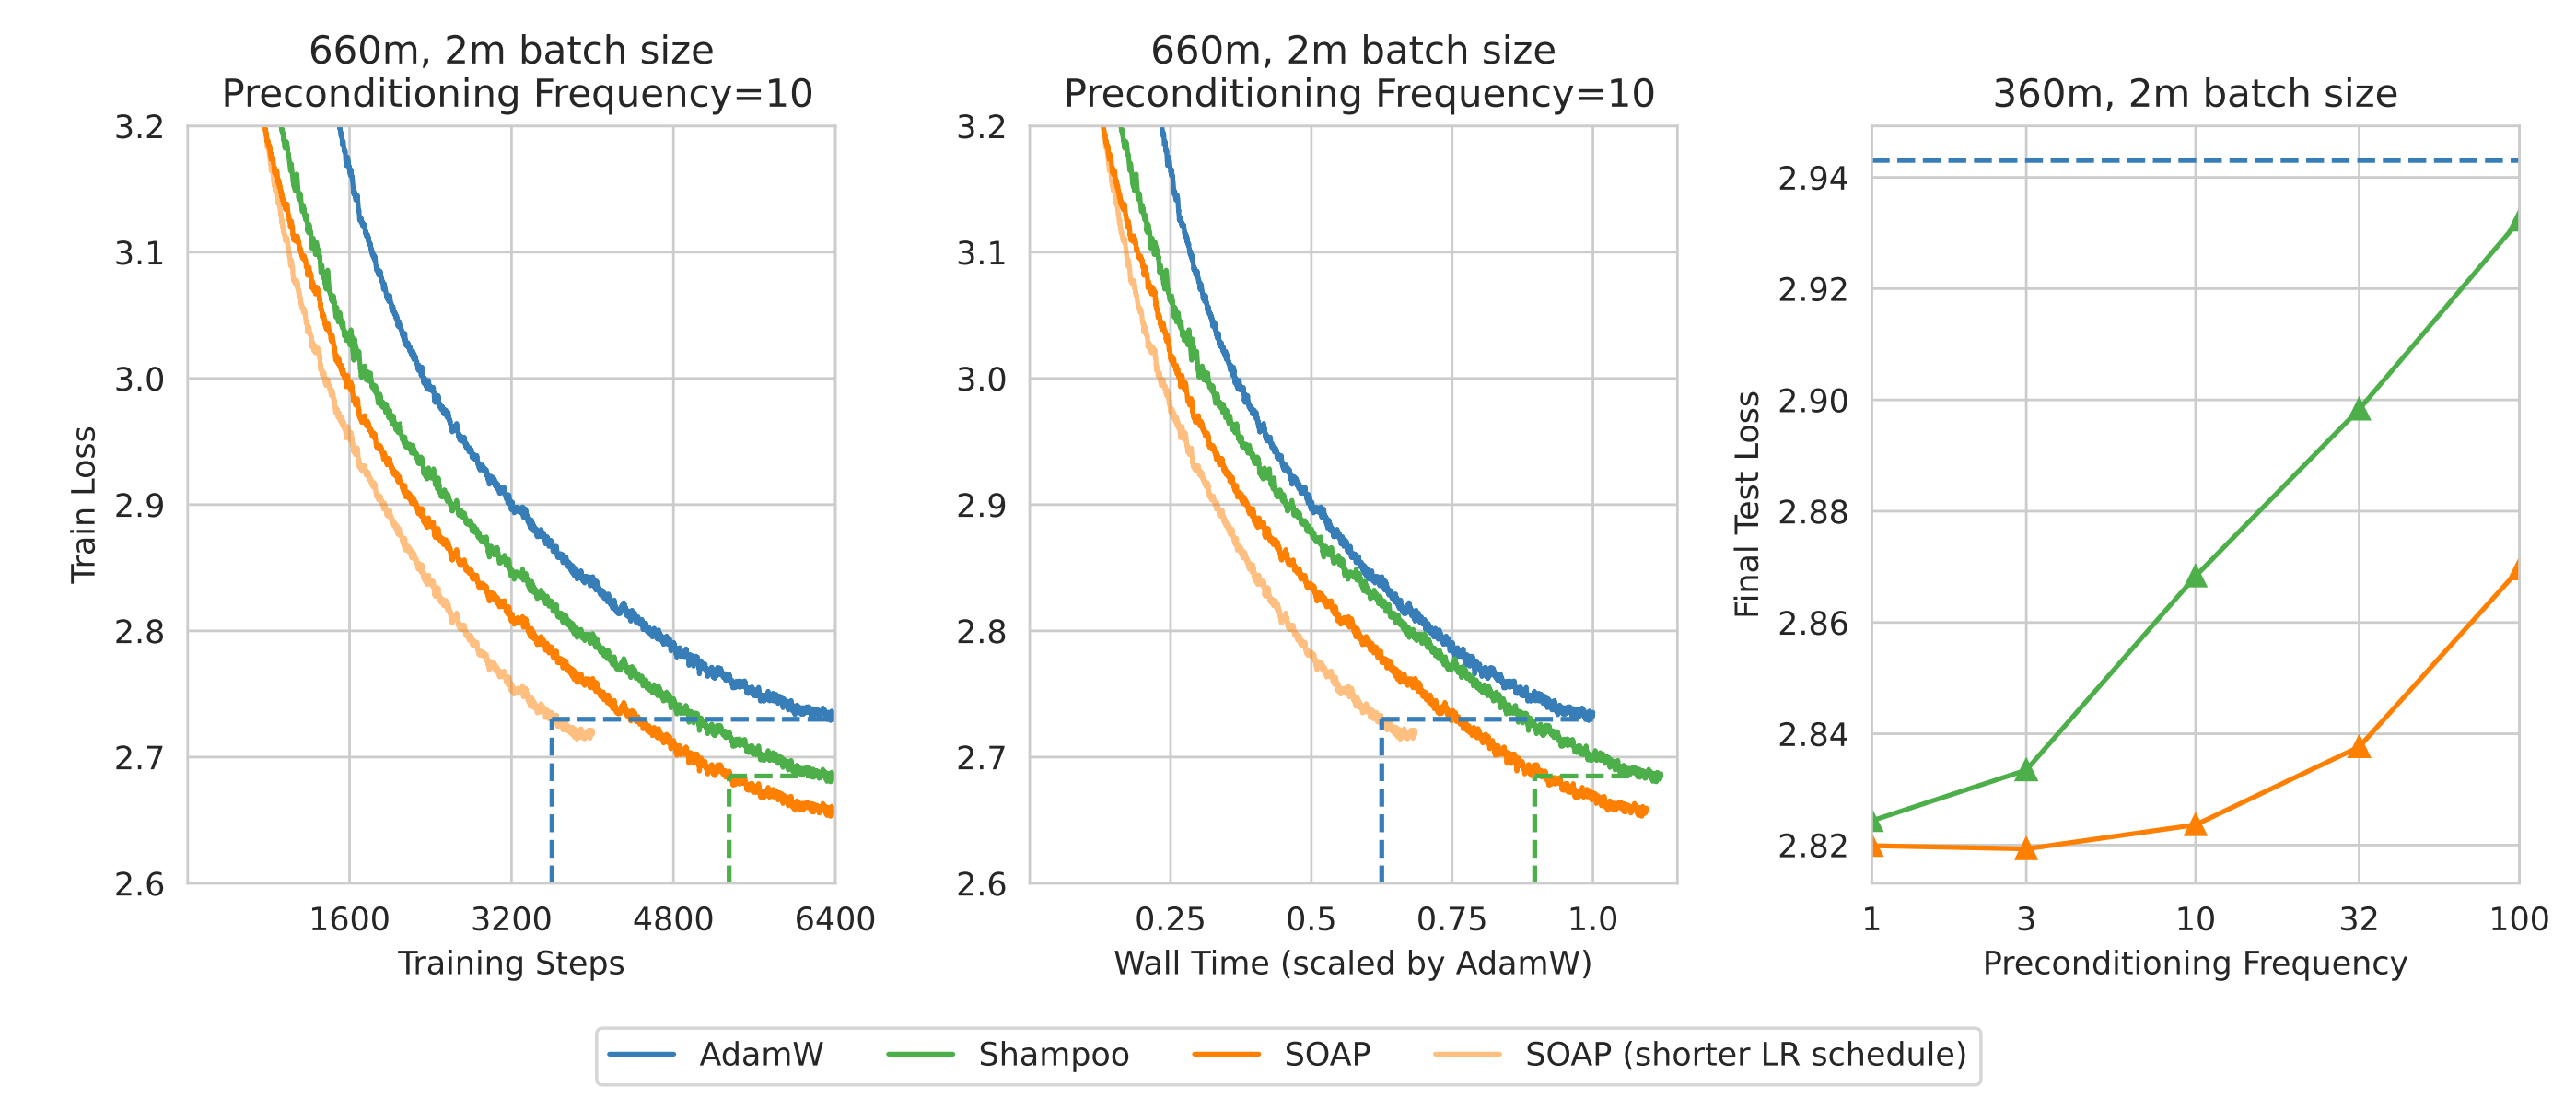 660m, 2m batch size
Preconditioning Frequency=10
3.2
3.1
3.0
2.9
2.8
2.7
2.6
Train Loss
1600 3200 4800 6400
Training Steps
660m, 2m batch size
Preconditioning Frequency=10
3.2
3.1
3.0
2.9
2.8
2.7
2.6
0.25 0.5 0.75 1.0
Wall Time (scaled by AdamW)
360m, 2m batch size
2.94
2.92
2.90
2.88
2.86
2.84
2.82
Final Test Loss
1 3 10 32 100
Preconditioning Frequency
AdamW Shampoo SOAP SOAP (shorter LR schedule)